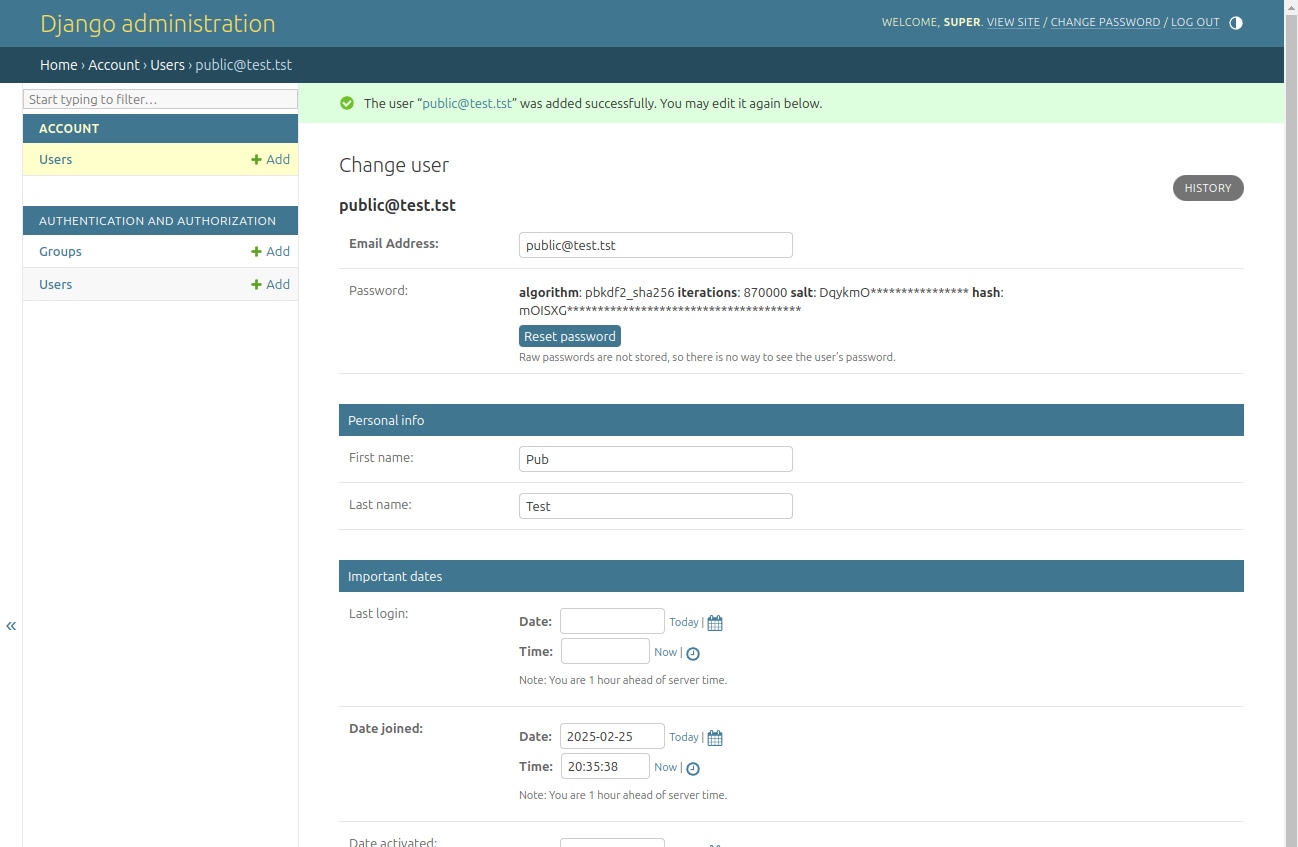 Django administration
WELCOME, SUPER. VIEW SITE / CHANGE PASSWORD / LOG OUT
Home › Account › Users › public@test.tst
Start typing to filter…
ACCOUNT
Users
Add
AUTHENTICATION AND AUTHORIZATION
Groups
Add
Users
Add
«
The user “public@test.tst” was added successfully. You may edit it again below.
Change user
HISTORY
public@test.tst
Email Address:
public@test.tst
Password:
algorithm: pbkdf2_sha256 iterations: 870000 salt: DqykmO**************** hash:
mOISXG**************************************
Reset password
Raw passwords are not stored, so there is no way to see the user’s password.
Personal info
First name:
Pub
Last name:
Test
Important dates
Last login:
Date:
Today |
Time:
Now |
Note: You are 1 hour ahead of server time.
Date joined:
Date: 2025-02-25 Today |
Time: 20:35:38 Now |
Note: You are 1 hour ahead of server time.
Date activated: